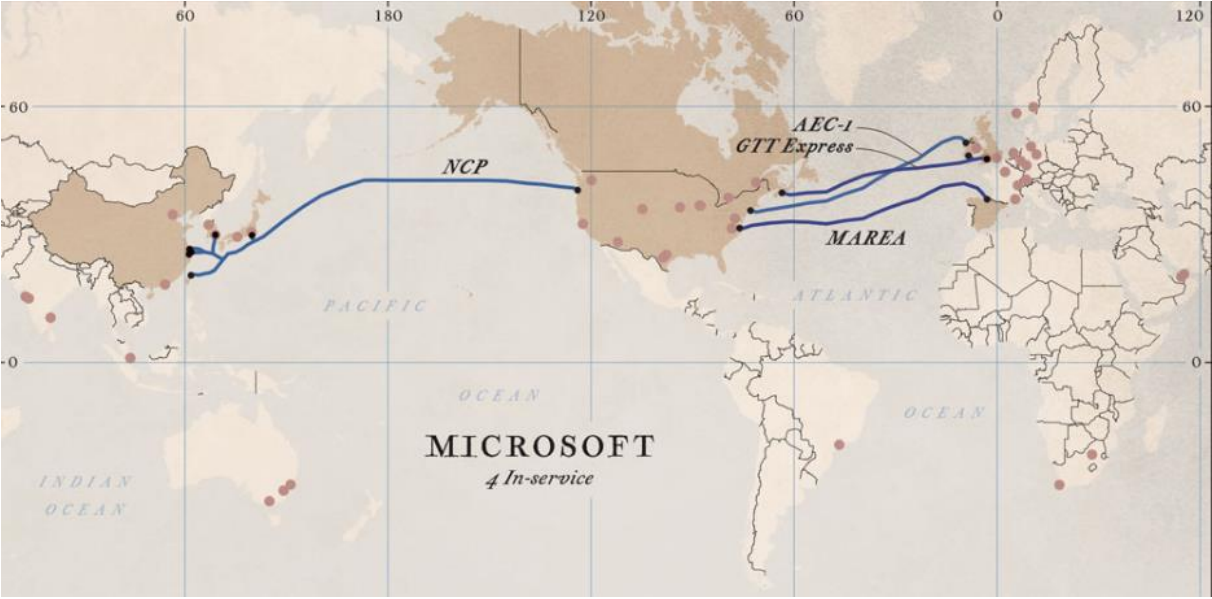 60 180 120 60 0 120
60 60
AEC-1
GTT Express
NCP
MAREA
PACIFIC
ATLANTIC
0 0
OCEAN
OCEAN
MICROSOFT
4 In-service
INDIAN
OCEAN